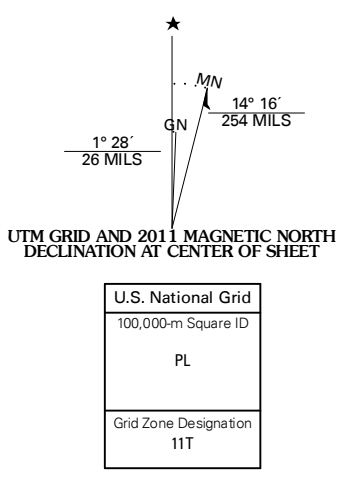 ★
MN
GN
1° 28´
26 MILS
14° 16´
254 MILS
UTM GRID AND 2011 MAGNETIC NORTH
DECLINATION AT CENTER OF SHEET
U.S. National Grid
100,000-m Square ID
PL
Grid Zone Designation
11T